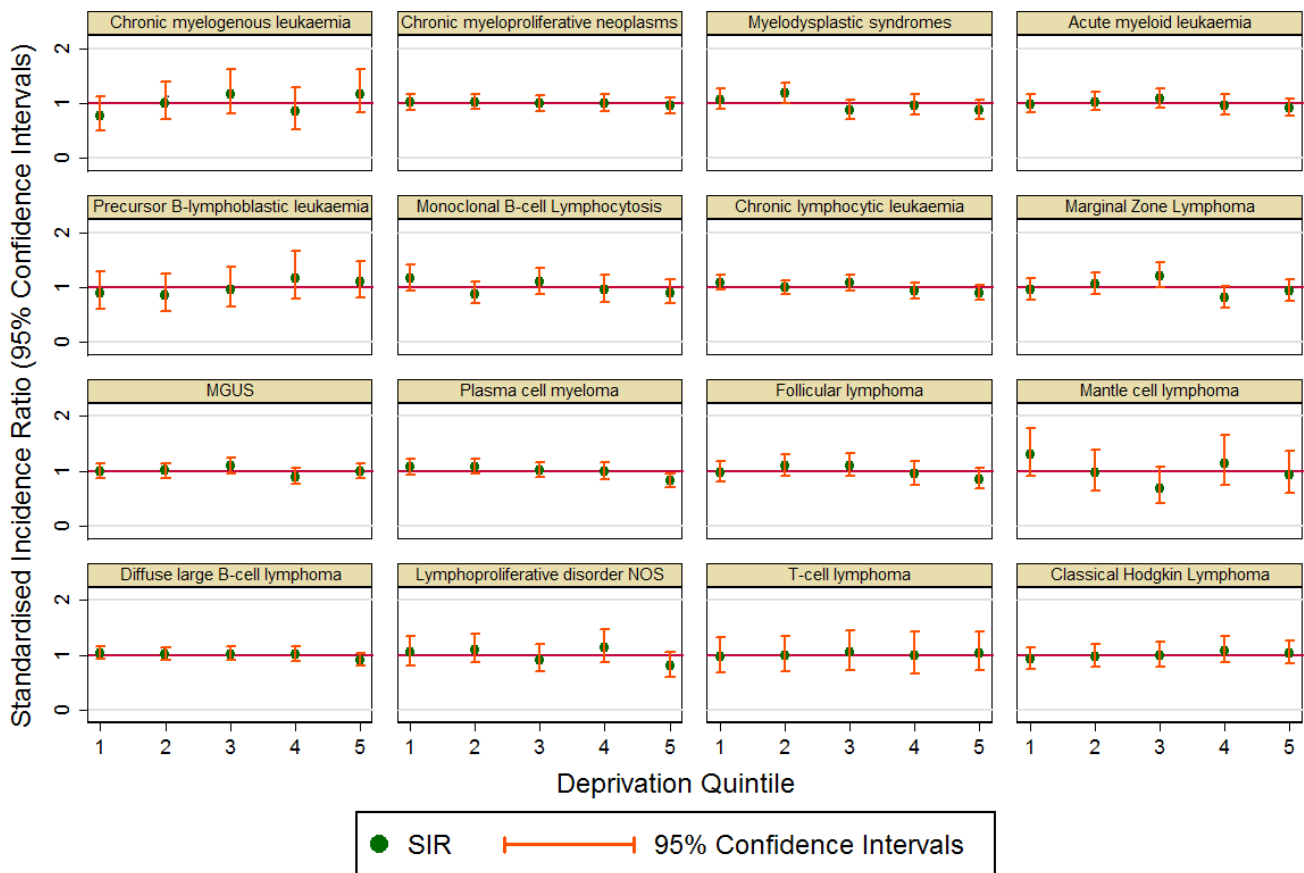 Standardised Incidence Ratio (95% Confidence Intervals)
Chronic myelogenous leukaemia
Chronic myeloproliferative neoplasms
Myelodysplastic syndromes
Acute myeloid leukaemia
2
1
0
Precursor B-lymphoblastic leukaemia
Monoclonal B-cell Lymphocytosis
Chronic lymphocytic leukaemia
Marginal Zone Lymphoma
2
1
0
MGUS
Plasma cell myeloma
Follicular lymphoma
Mantle cell lymphoma
2
1
0
Diffuse large B-cell lymphoma
Lymphoproliferative disorder NOS
T-cell lymphoma
Classical Hodgkin Lymphoma
2
1
0
1 2 3 4 5
1 2 3 4 5
1 2 3 4 5
1 2 3 4 5
Deprivation Quintile
SIR
95% Confidence Intervals